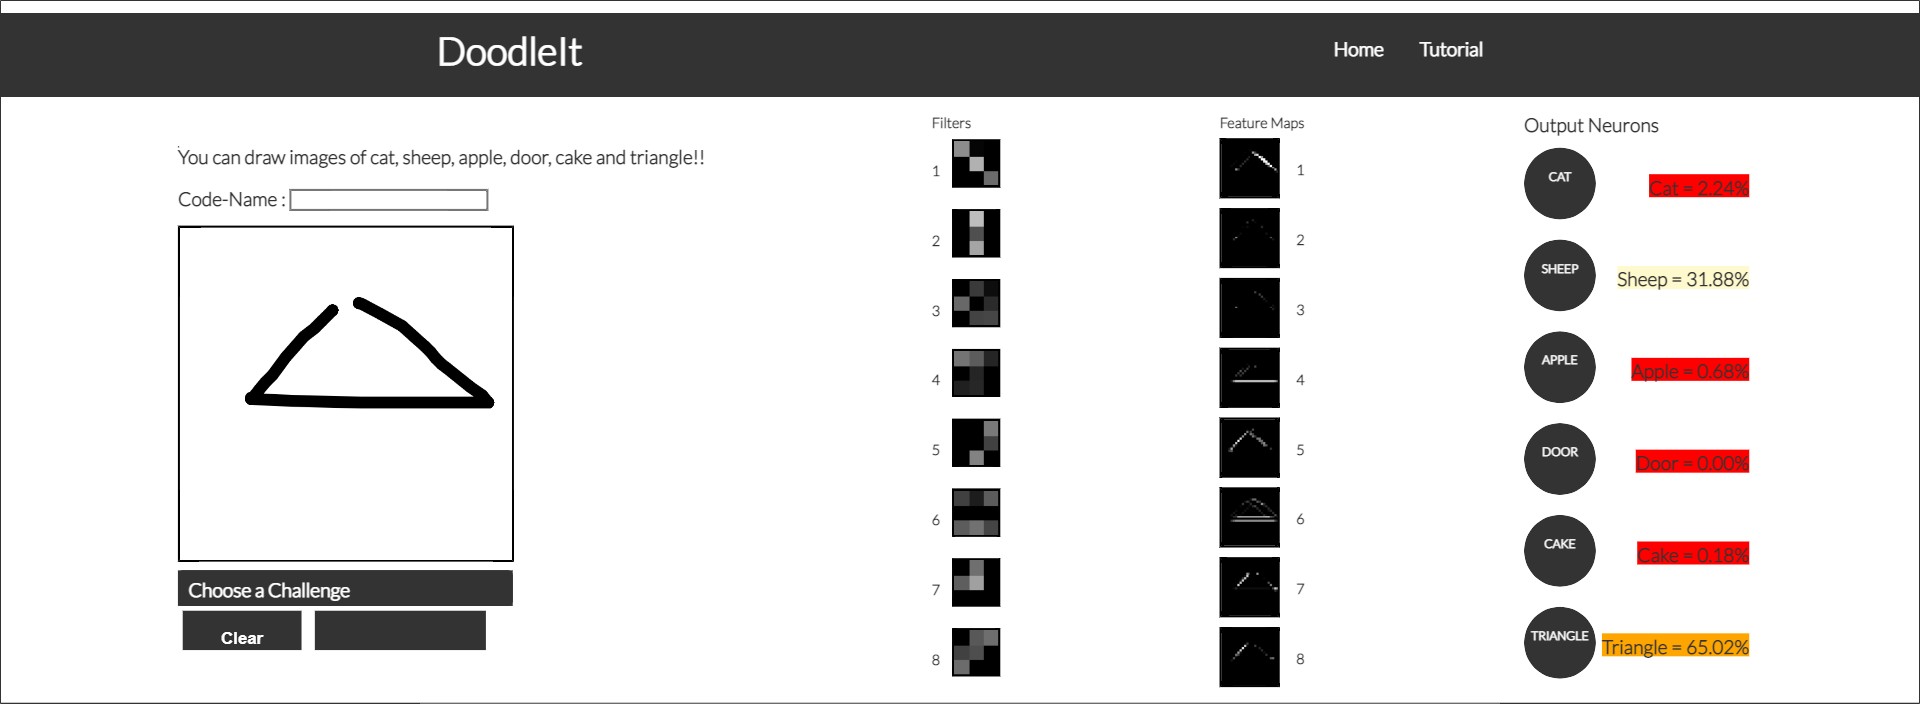 DoodleIt
Home Tutorial
You can draw images of cat, sheep, apple, door, cake and triangle!!
Code-Name :
Choose a Challenge
Clear
Filters
1
2
3
4
5
6
7
8
Feature Maps
1
2
3
4
5
6
7
8
Output Neurons
CAT Cat = 2.24%
SHEEP Sheep = 31.88%
APPLE Apple = 0.68%
DOOR Door = 0.00%
CAKE Cake = 0.18%
TRIANGLE Triangle = 65.02%